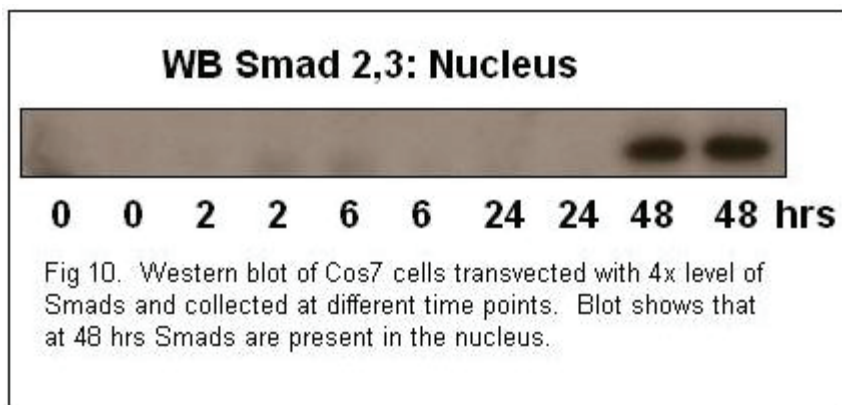 WB Smad 2,3: Nucleus
0 0 2 2 6 6 24 24 48 48 hrs
Fig 10. Western blot of Cos7 cells transvected with 4x level of
Smads and collected at different time points. Blot shows that
at 48 hrs Smads are present in the nucleus.